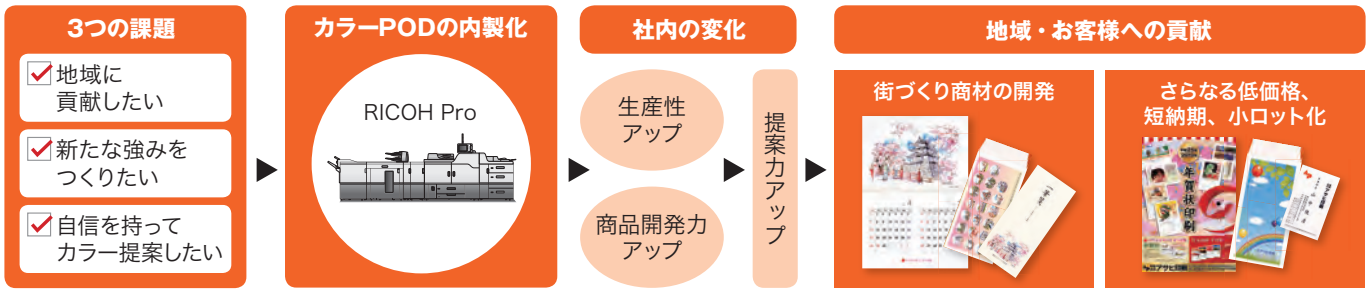 3つの課題
地域に
貢献したい
新たな強みを
つくりたい
自信を持って
カラー提案したい
カラーPODの内製化
RICOH Pro
社内の変化
生産性
アップ
商品開発力
アップ
提案力アップ
地域・お客様への貢献
街づくり商材の開発
さらなる低価格、
短納期、小ロット化
年賀状印刷